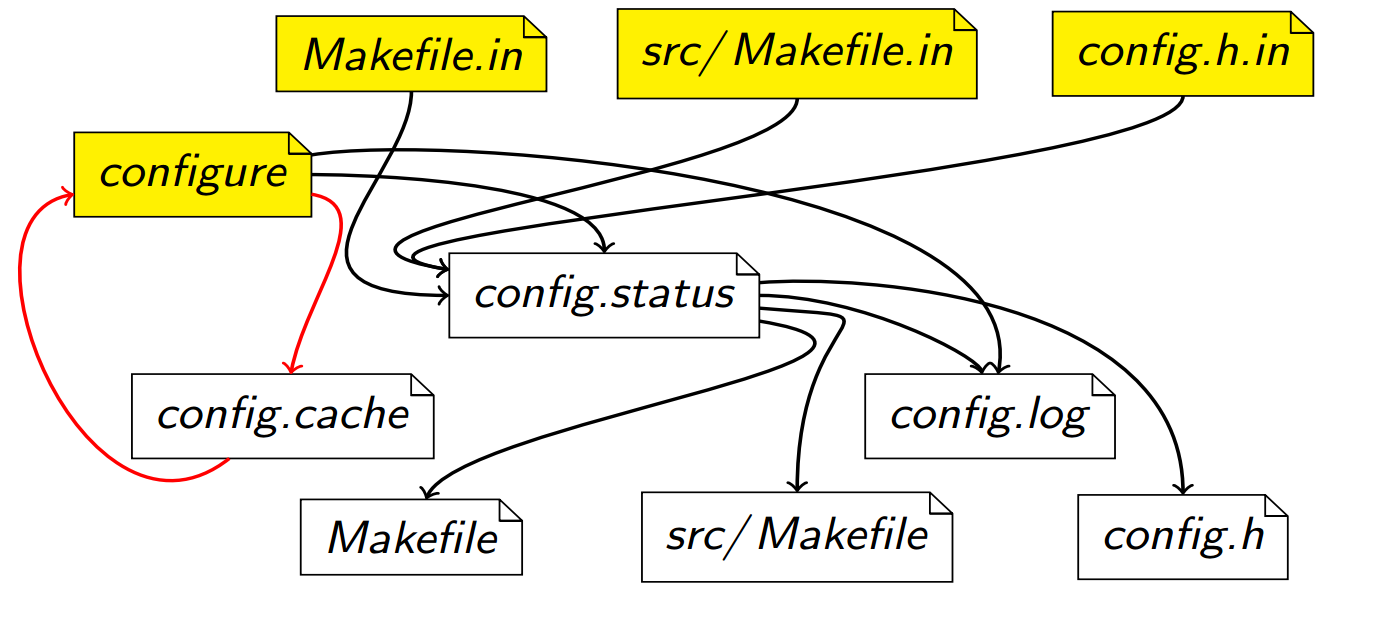 Makefile.in
src/Makefile.in
config.h.in
configure
config.status
config.cache
config.log
Makefile
src/Makefile
config.h